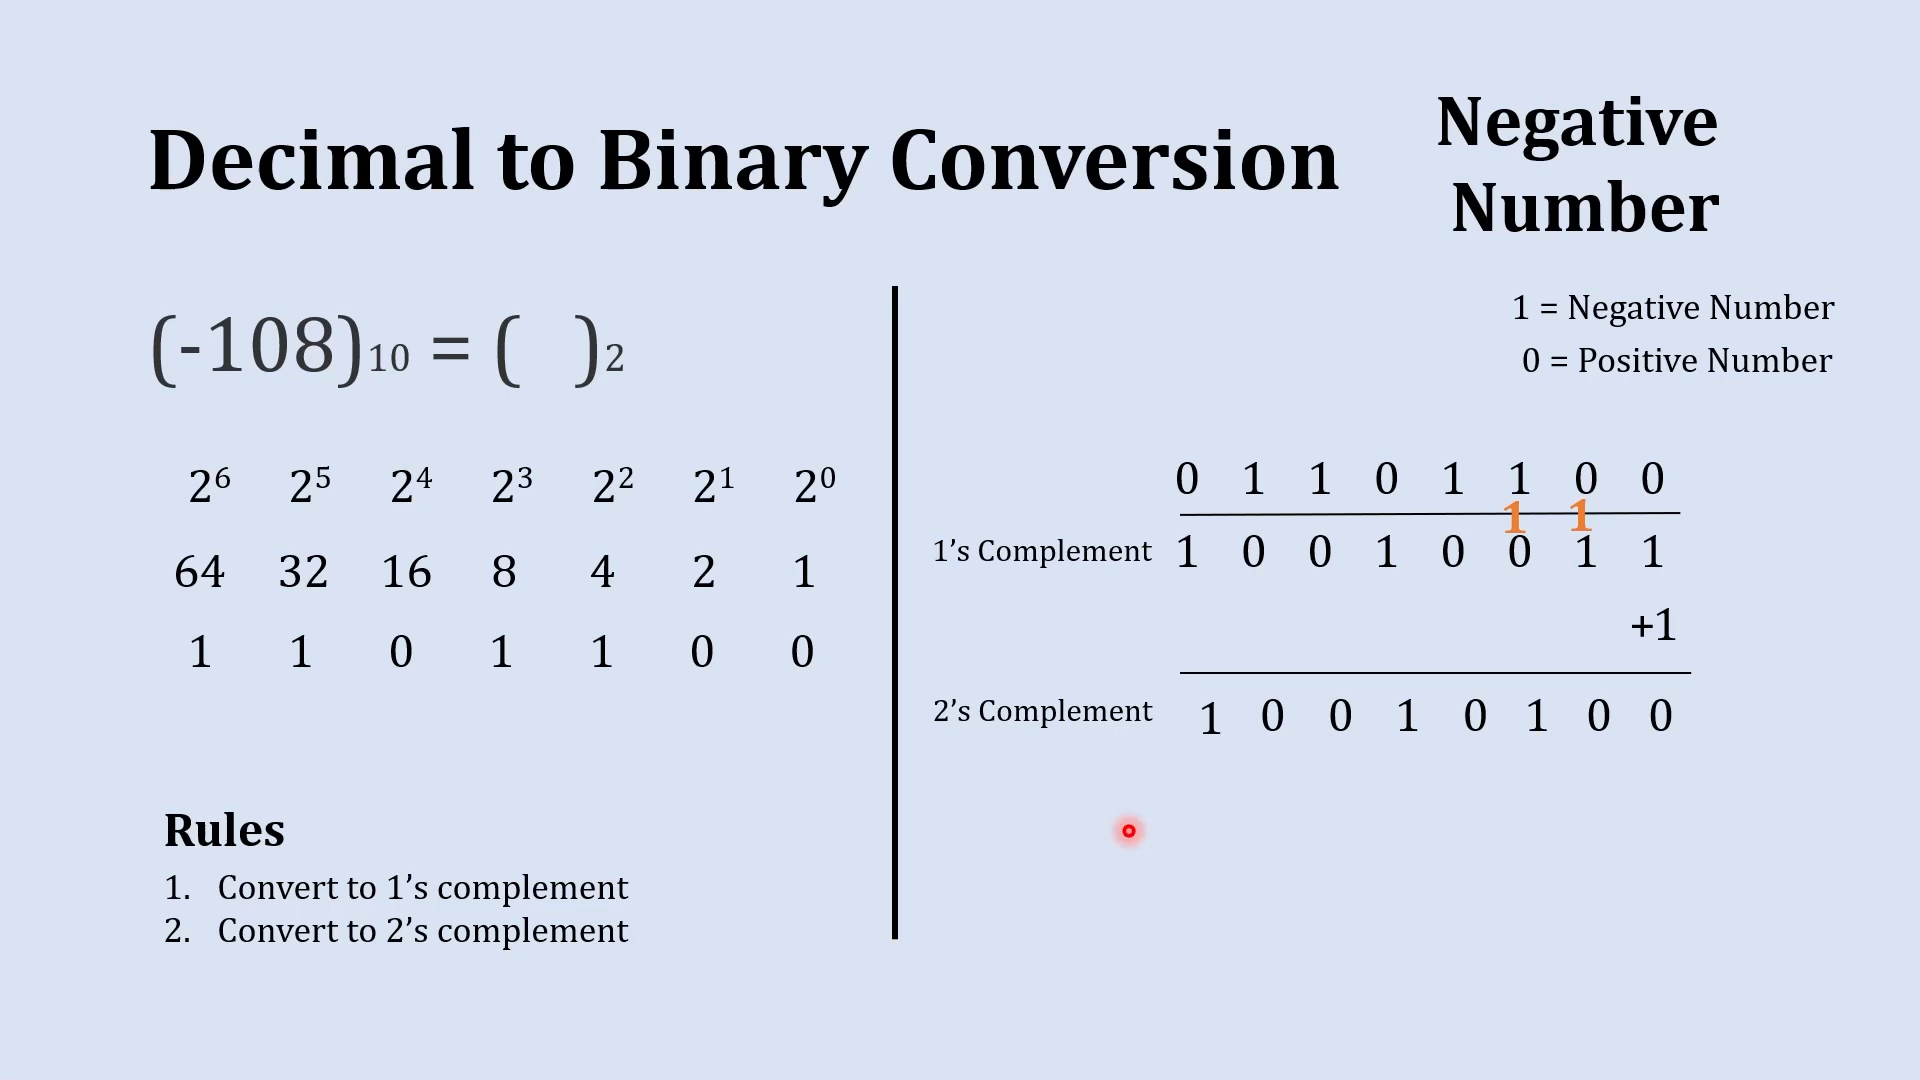 Decimal to Binary Conversion
Negative
Number
(-108)₁₀ = (   )₂
2⁶ 2⁵ 2⁴ 2³ 2² 2¹ 2⁰
64 32 16 8 4 2 1
1 1 0 1 1 0 0
Rules
1. Convert to 1’s complement
2. Convert to 2’s complement
1 = Negative Number
0 = Positive Number
0 1 1 0 1 1 0 0
1 1
1’s Complement 1 0 0 1 0 0 1 1
+1
2’s Complement 1 0 0 1 0 1 0 0